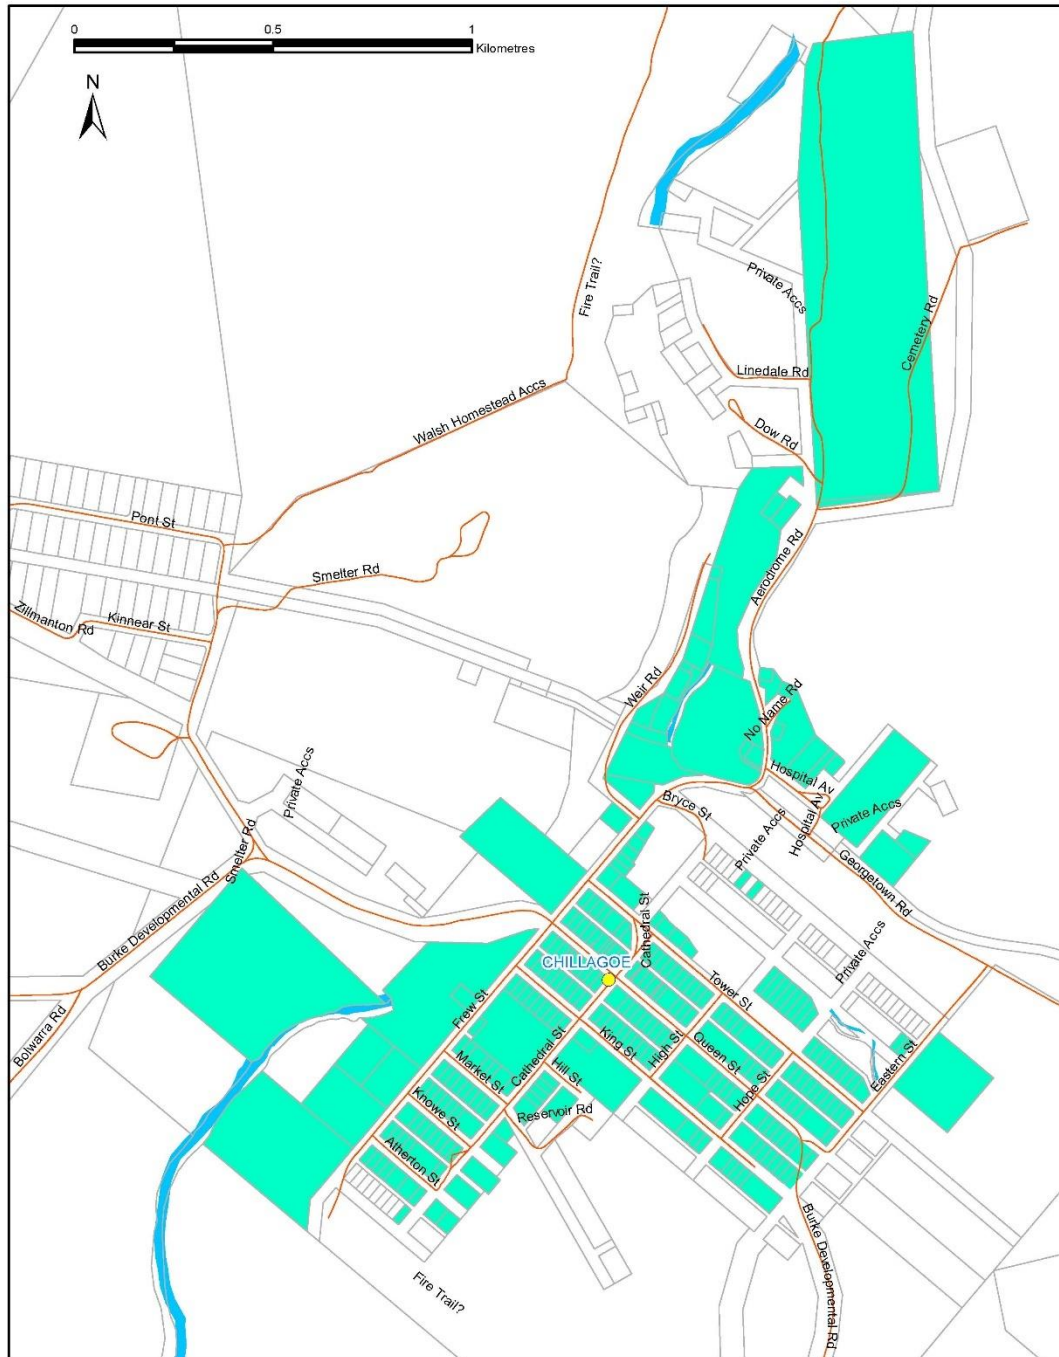 0 0.5 1
Kilometres
N
Fire Trail?
Private Accs
Cemetery Rd
Linedale Rd
Walsh Homestead Accs
Dow Rd
Pont St
Aerodrome Rd
Smelter Rd
Zillmanton Rd
Kinnear St
Weir Rd
No Name Rd
Private Accs
Hospital Av
Bryce St
Hospital Av
Private Accs
Private Accs
Smelter Rd
Georgetown Rd
Burke Developmental Rd
Cathedral St
Private Accs
CHILLAGOE
Tower St
Frew St
Bolwarra Rd
King St
High St
Queen St
Cathedral St
Market St
Hill St
Hope St
Eastern St
Knowe St
Reservoir Rd
Atherton St
Burke Developmental Rd
Fire Trail?